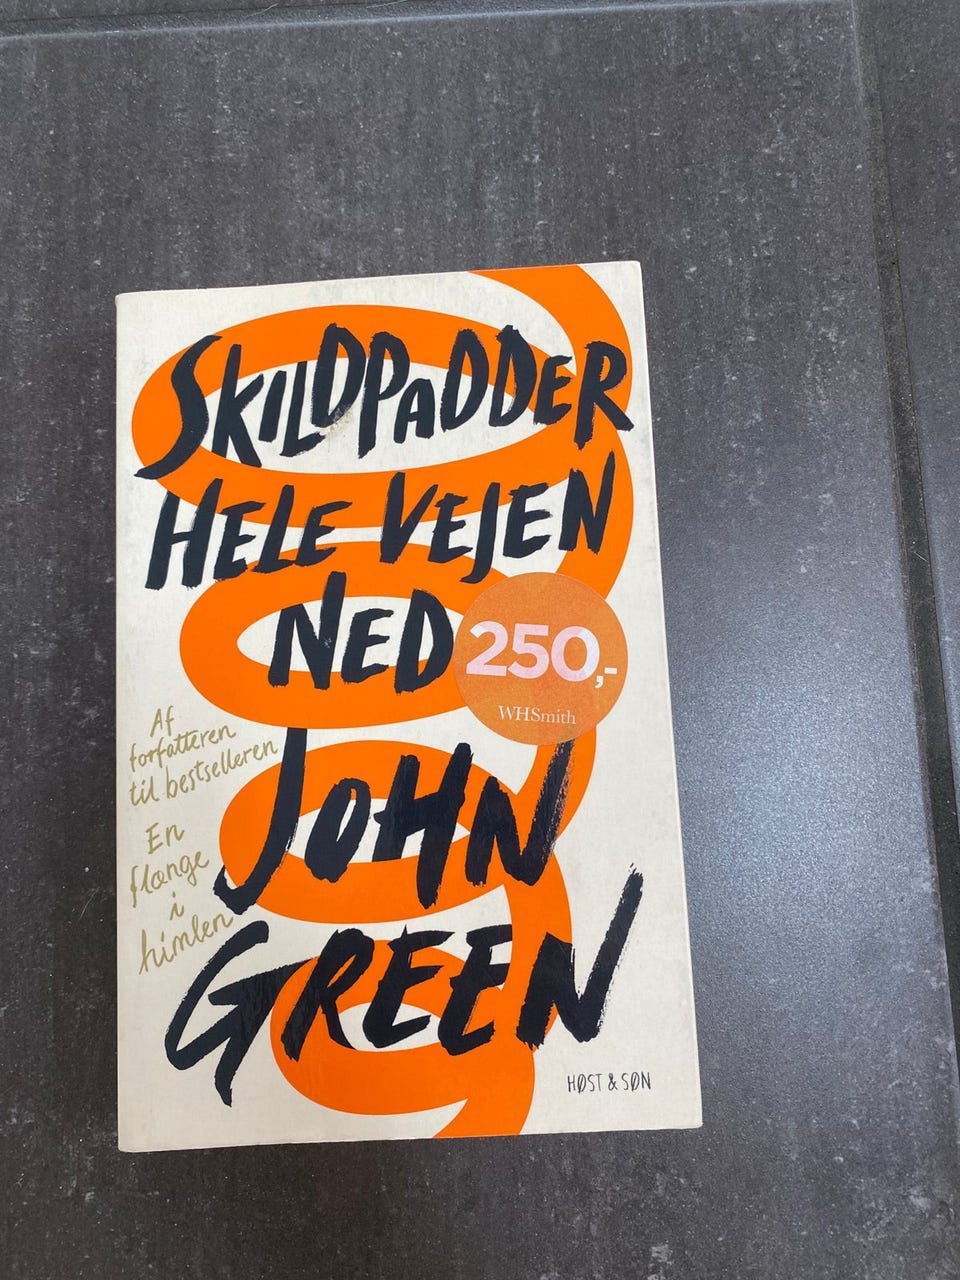 SKILDPADDER
HELE VEJEN
NED
250,-
WHSmith
Af
forfatteren
til bestselleren
En
flænge
i
himlen
JOHN
GREEN
HØST & SØN